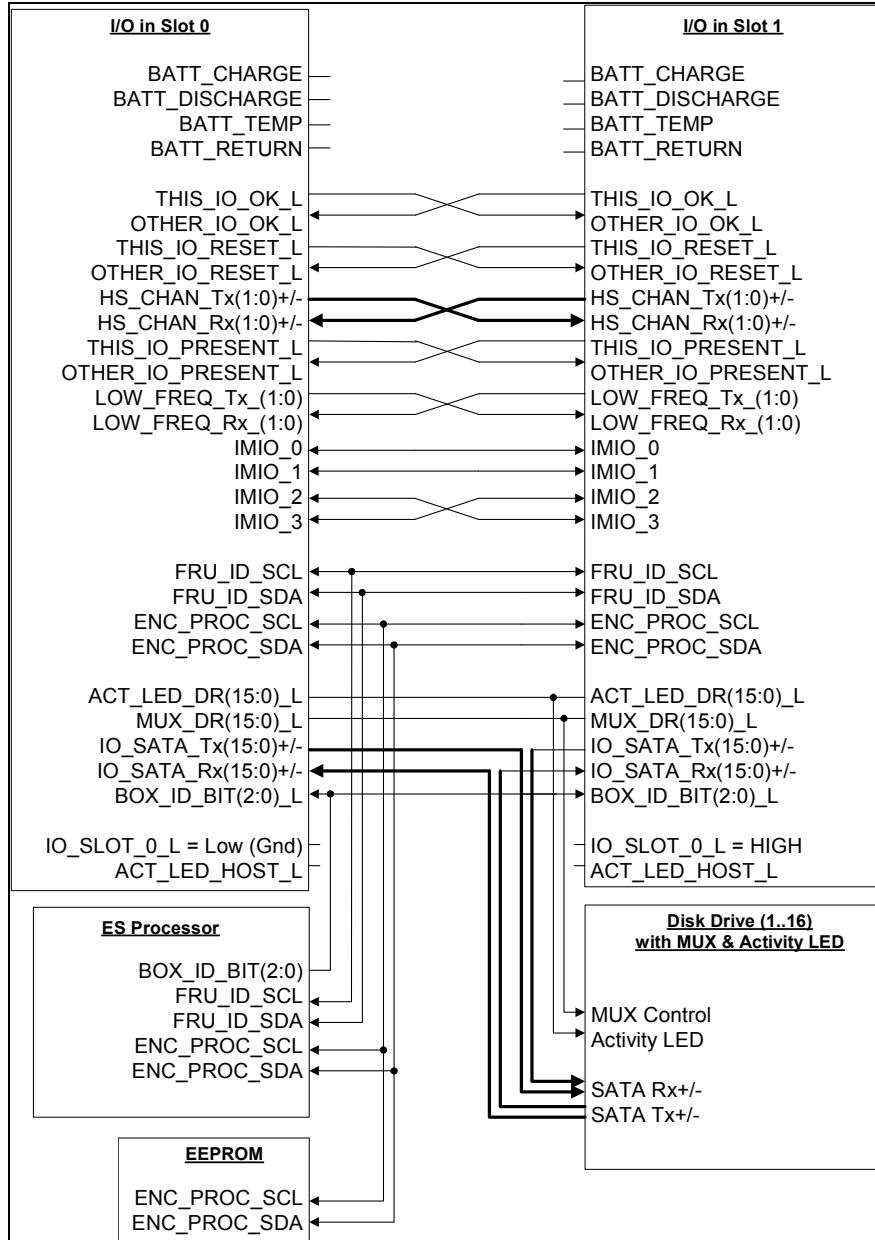 I/O in Slot 0
BATT_CHARGE
BATT_DISCHARGE
BATT_TEMP
BATT_RETURN
THIS_IO_OK_L
OTHER_IO_OK_L
THIS_IO_RESET_L
OTHER_IO_RESET_L
HS_CHAN_Tx(1:0)+/-
HS_CHAN_Rx(1:0)+/-
THIS_IO_PRESENT_L
OTHER_IO_PRESENT_L
LOW_FREQ_Tx_(1:0)
LOW_FREQ_Rx_(1:0)
IMIO_0
IMIO_1
IMIO_2
IMIO_3
FRU_ID_SCL
FRU_ID_SDA
ENC_PROC_SCL
ENC_PROC_SDA
ACT_LED_DR(15:0)_L
MUX_DR(15:0)_L
IO_SATA_Tx(15:0)+/-
IO_SATA_Rx(15:0)+/-
BOX_ID_BIT(2:0)_L
IO_SLOT_0_L = Low (Gnd)
ACT_LED_HOST_L
I/O in Slot 1
BATT_CHARGE
BATT_DISCHARGE
BATT_TEMP
BATT_RETURN
THIS_IO_OK_L
OTHER_IO_OK_L
THIS_IO_RESET_L
OTHER_IO_RESET_L
HS_CHAN_Tx(1:0)+/-
HS_CHAN_Rx(1:0)+/-
THIS_IO_PRESENT_L
OTHER_IO_PRESENT_L
LOW_FREQ_Tx_(1:0)
LOW_FREQ_Rx_(1:0)
IMIO_0
IMIO_1
IMIO_2
IMIO_3
FRU_ID_SCL
FRU_ID_SDA
ENC_PROC_SCL
ENC_PROC_SDA
ACT_LED_DR(15:0)_L
MUX_DR(15:0)_L
IO_SATA_Tx(15:0)+/-
IO_SATA_Rx(15:0)+/-
BOX_ID_BIT(2:0)_L
IO_SLOT_0_L = HIGH
ACT_LED_HOST_L
ES Processor
BOX_ID_BIT(2:0)
FRU_ID_SCL
FRU_ID_SDA
ENC_PROC_SCL
ENC_PROC_SDA
Disk Drive (1..16)
with MUX & Activity LED
MUX Control
Activity LED
SATA Rx+/-
SATA Tx+/-
EEPROM
ENC_PROC_SCL
ENC_PROC_SDA